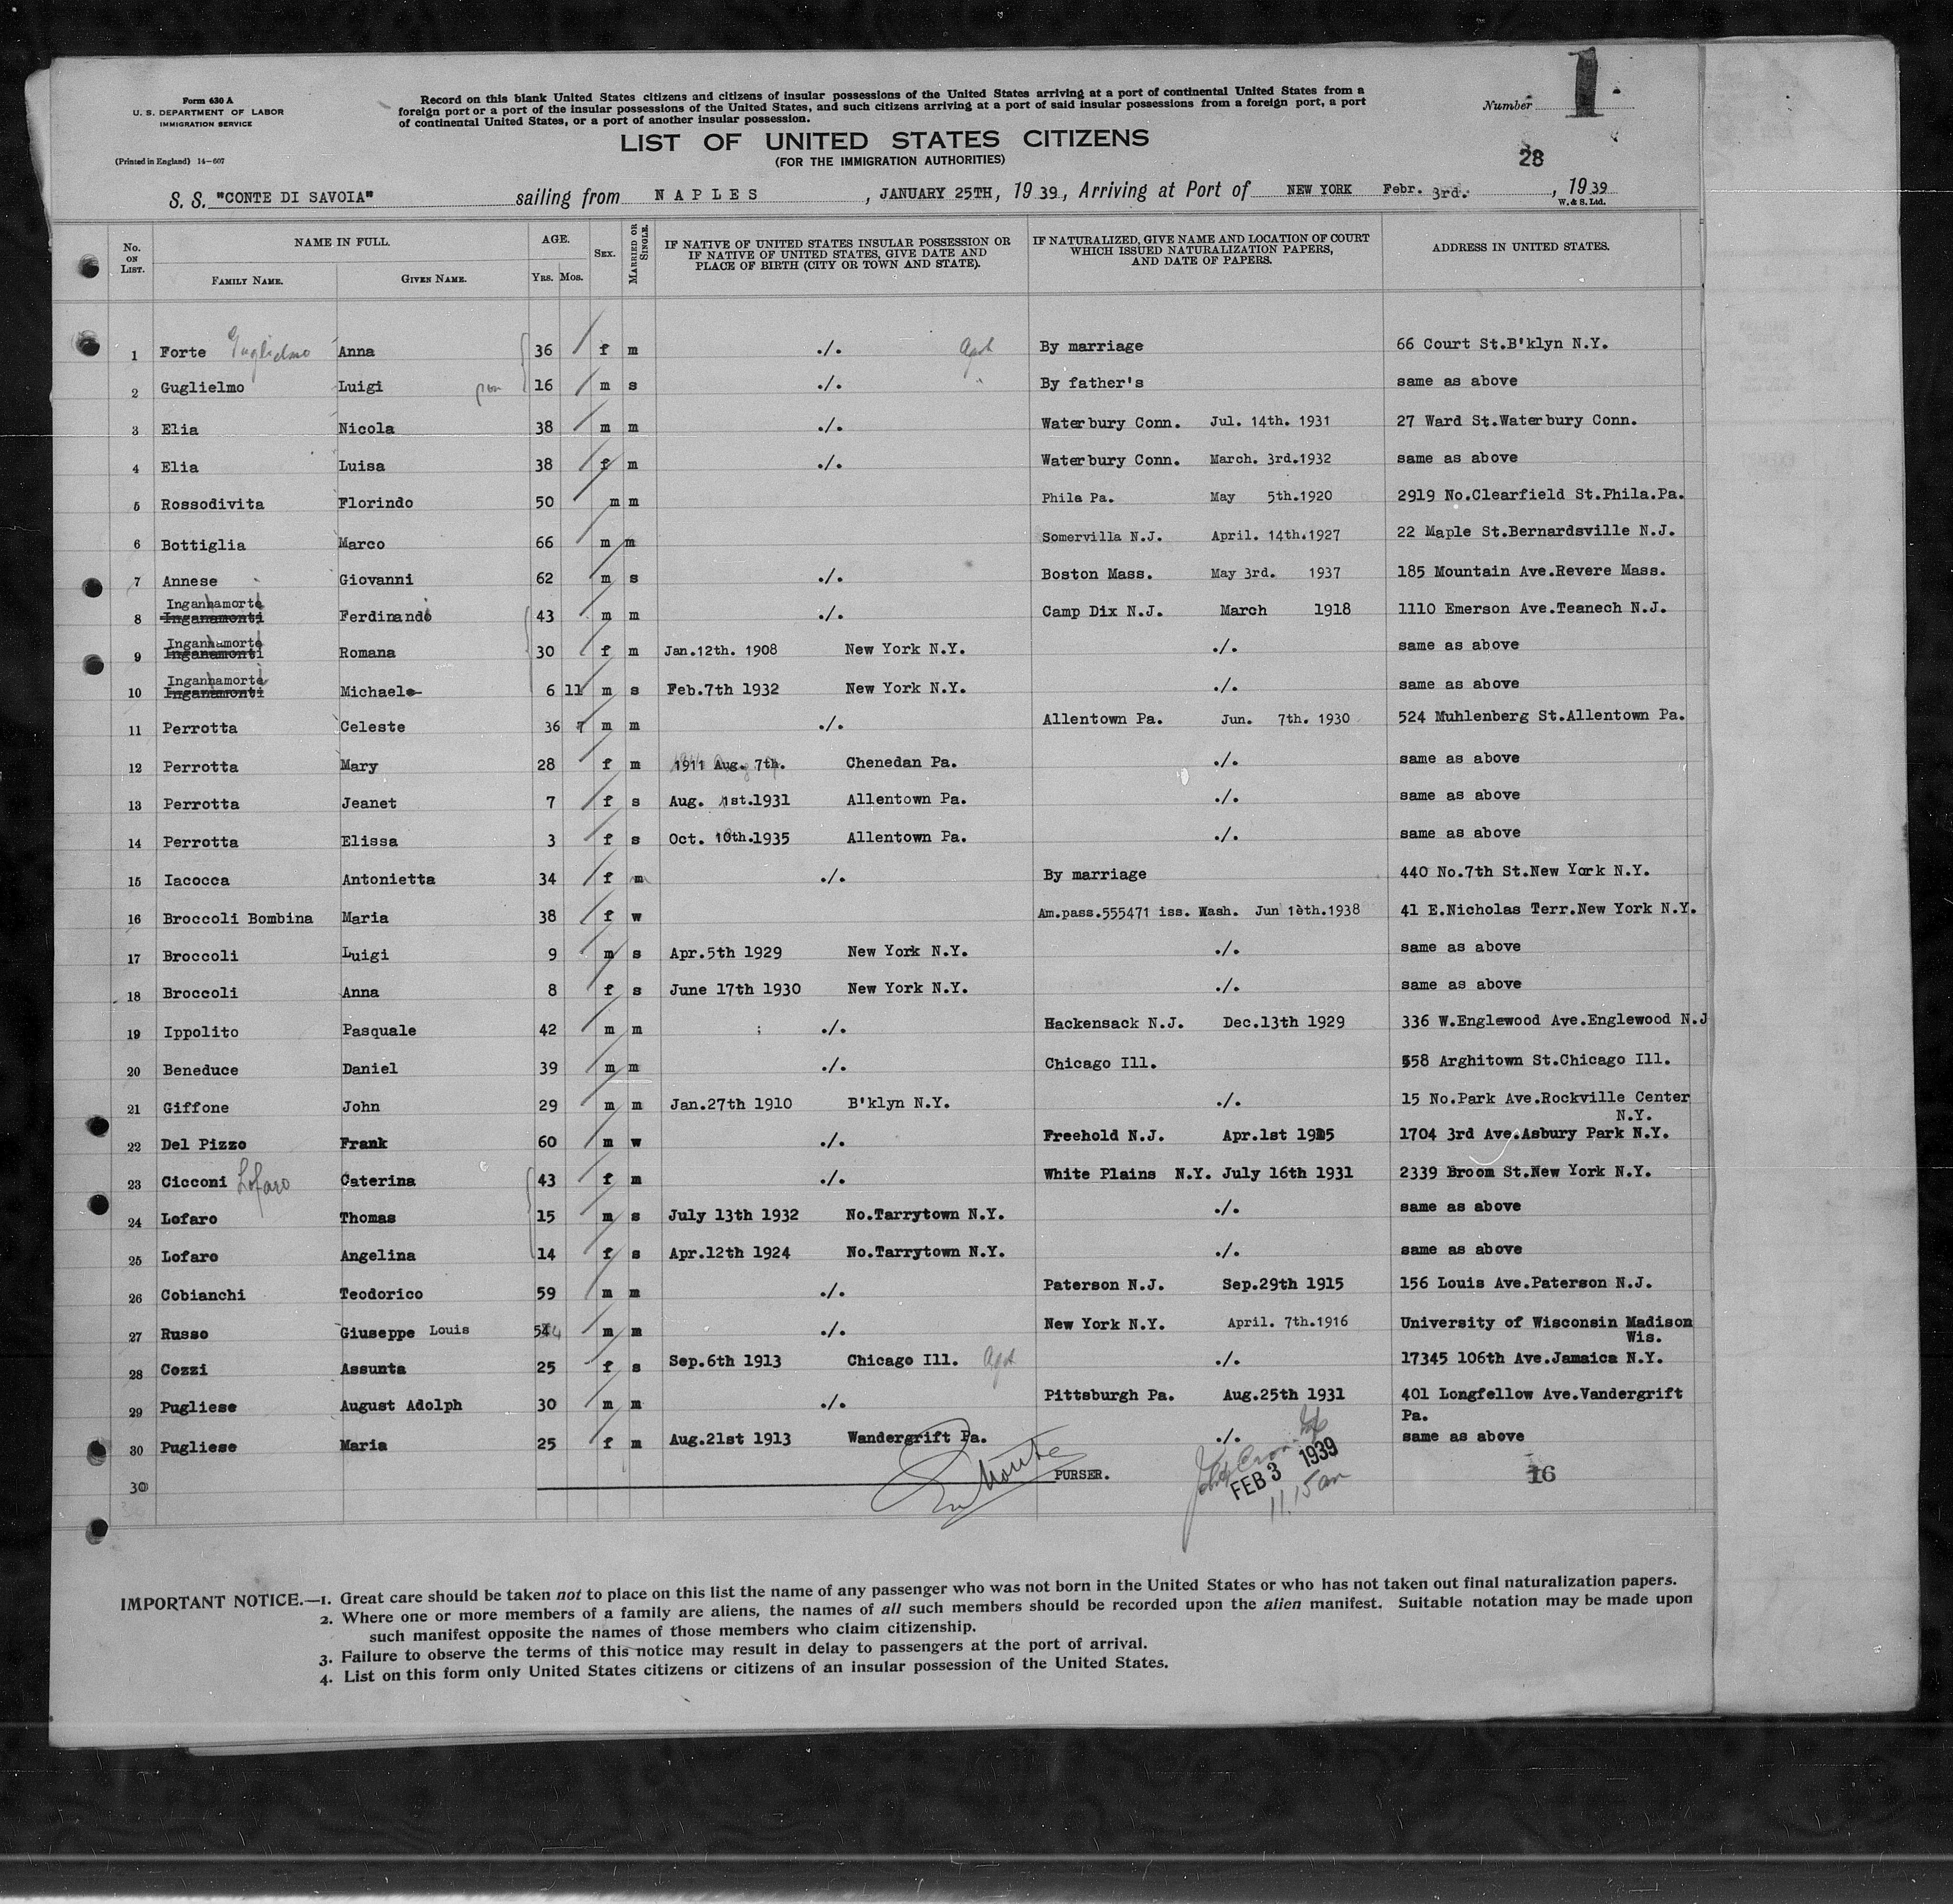 Form 630 A
U. S. DEPARTMENT OF LABOR
IMMIGRATION SERVICE
(Printed in England) 14—607
Record on this blank United States citizens and citizens of insular possessions of the United States arriving at a port of continental United States from a
foreign port or a port of the insular possessions of the United States, and such citizens arriving at a port of said insular possessions from a foreign port, a port
of continental United States, or a port of another insular possession.
Number 1
LIST OF UNITED STATES CITIZENS
(FOR THE IMMIGRATION AUTHORITIES)
28
S. S. "CONTE DI SAVOIA" sailing from NAPLES, JANUARY 25TH, 1939, Arriving at Port of NEW YORK Febr. 3rd., 1939
W. & S. Ltd.
No. ON LIST. NAME IN FULL. FAMILY NAME. GIVEN NAME. AGE. YRS. MOS. SEX. MARRIED OR SINGLE. IF NATIVE OF UNITED STATES INSULAR POSSESSION OR IF NATIVE OF UNITED STATES, GIVE DATE AND PLACE OF BIRTH (CITY OR TOWN AND STATE). IF NATURALIZED, GIVE NAME AND LOCATION OF COURT WHICH ISSUED NATURALIZATION PAPERS, AND DATE OF PAPERS. ADDRESS IN UNITED STATES.
1 Forte Guglielmo Anna 36 f m ./. By marriage 66 Court St.B'klyn N.Y.
2 Guglielmo Luigi 16 m s ./. By father's same as above
3 Elia Nicola 38 m m ./. Waterbury Conn. Jul. 14th. 1931 27 Ward St.Waterbury Conn.
4 Elia Luisa 38 f m ./. Waterbury Conn. March. 3rd.1932 same as above
5 Rossodivita Florindo 50 m m Phila Pa. May 5th.1920 2919 No.Clearfield St.Phila.Pa.
6 Bottiglia Marco 66 m m Somervilla N.J. April. 14th.1927 22 Maple St.Bernardsville N.J.
7 Annese Giovanni 62 m s ./. Boston Mass. May 3rd. 1937 185 Mountain Ave.Revere Mass.
Inganhamorte
8 Inganamonti Ferdinando 43 m m ./. Camp Dix N.J. March 1918 1110 Emerson Ave.Teanech N.J.
Inganhamorte
9 Inganamonti Romana 30 f m Jan.12th. 1908 New York N.Y. ./. same as above
Inganhamorte
10 Inganamonti Michaele 6 11 m s Feb.7th 1932 New York N.Y. ./. same as above
11 Perrotta Celeste 36 7 m m ./. Allentown Pa. Jun. 7th. 1930 524 Muhlenberg St.Allentown Pa.
12 Perrotta Mary 28 f m 1911 Aug. 7th. Chenedan Pa. ./. same as above
13 Perrotta Jeanet 7 f s Aug. 1st.1931 Allentown Pa. ./. same as above
14 Perrotta Elissa 3 f s Oct. 10th.1935 Allentown Pa. ./. same as above
15 Iacocca Antonietta 34 f m ./. By marriage 440 No.7th St.New York N.Y.
16 Broccoli Bombina Maria 38 f w Am.pass.555471 iss. Wash. Jun 16th.1938 41 E.Nicholas Terr.New York N.Y.
17 Broccoli Luigi 9 m s Apr.5th 1929 New York N.Y. ./. same as above
18 Broccoli Anna 8 f s June 17th 1930 New York N.Y. ./. same as above
19 Ippolito Pasquale 42 m m ./. Hackensack N.J. Dec.13th 1929 336 W.Englewood Ave.Englewood N.J
20 Beneduce Daniel 39 m m ./. Chicago Ill. 558 Arghitown St.Chicago Ill.
21 Giffone John 29 m m Jan.27th 1910 B'klyn N.Y. ./. 15 No.Park Ave.Rockville Center
N.Y.
22 Del Pizzo Frank 60 m w ./. Freehold N.J. Apr.1st 1925 1704 3rd Ave.Asbury Park N.Y.
23 Cicconi Lofaro Caterina 43 f m ./. White Plains N.Y. July 16th 1931 2339 Broom St.New York N.Y.
24 Lofaro Thomas 15 m s July 13th 1932 No.Tarrytown N.Y. ./. same as above
25 Lofaro Angelina 14 f s Apr.12th 1924 No.Tarrytown N.Y. ./. same as above
26 Cobianchi Teodorico 59 m m ./. Paterson N.J. Sep.29th 1915 156 Louis Ave.Paterson N.J.
27 Russo Giuseppe Louis 54 m m ./. New York N.Y. April. 7th.1916 University of Wisconsin Madison
Wis.
28 Cozzi Assunta 25 f s Sep.6th 1913 Chicago Ill. ./. 17345 106th Ave.Jamaica N.Y.
29 Pugliese August Adolph 30 m m ./. Pittsburgh Pa. Aug.25th 1931 401 Longfellow Ave.Vandergrift
Pa.
30 Pugliese Maria 25 f m Aug.21st 1913 Wandergrift Pa. ./. same as above
PURSER.
FEB 3 1939
11.15 am
16
30
IMPORTANT NOTICE.—1. Great care should be taken not to place on this list the name of any passenger who was not born in the United States or who has not taken out final naturalization papers.
2. Where one or more members of a family are aliens, the names of all such members should be recorded upon the alien manifest. Suitable notation may be made upon
such manifest opposite the names of those members who claim citizenship.
3. Failure to observe the terms of this notice may result in delay to passengers at the port of arrival.
4. List on this form only United States citizens or citizens of an insular possession of the United States.